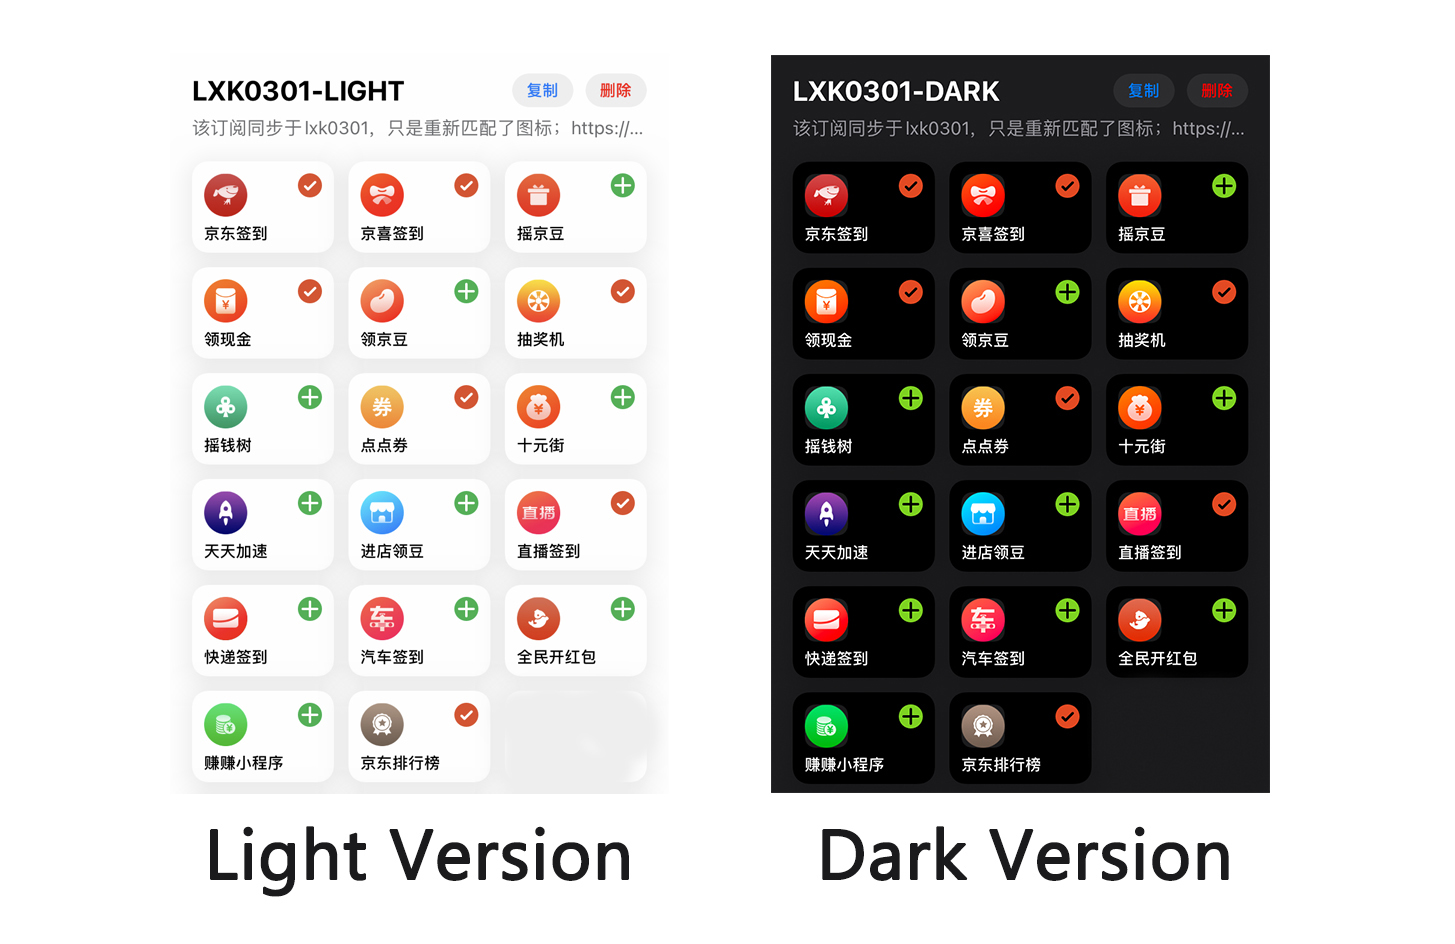 LXK0301-LIGHT
复制
删除
该订阅同步于lxk0301，只是重新匹配了图标；https://...
京东签到
京喜签到
摇京豆
¥
领现金
领京豆
抽奖机
摇钱树
券
点点券
¥
十元街
天天加速
进店领豆
直播
直播签到
快递签到
车
汽车签到
全民开红包
¥
赚赚小程序
京东排行榜
Light Version
LXK0301-DARK
复制
删除
该订阅同步于lxk0301，只是重新匹配了图标；https://...
京东签到
京喜签到
摇京豆
¥
领现金
领京豆
抽奖机
摇钱树
券
点点券
¥
十元街
天天加速
进店领豆
直播
直播签到
快递签到
车
汽车签到
全民开红包
¥
赚赚小程序
京东排行榜
Dark Version